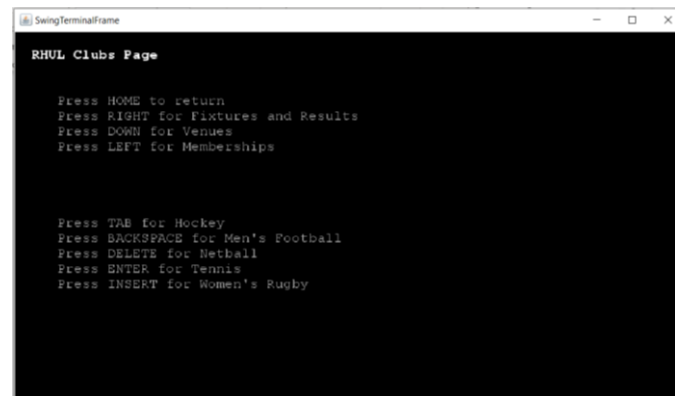 SwingTerminalFrame
RHUL Clubs Page
Press HOME to return
Press RIGHT for Fixtures and Results
Press DOWN for Venues
Press LEFT for Memberships
Press TAB for Hockey
Press BACKSPACE for Men's Football
Press DELETE for Netball
Press ENTER for Tennis
Press INSERT for Women's Rugby